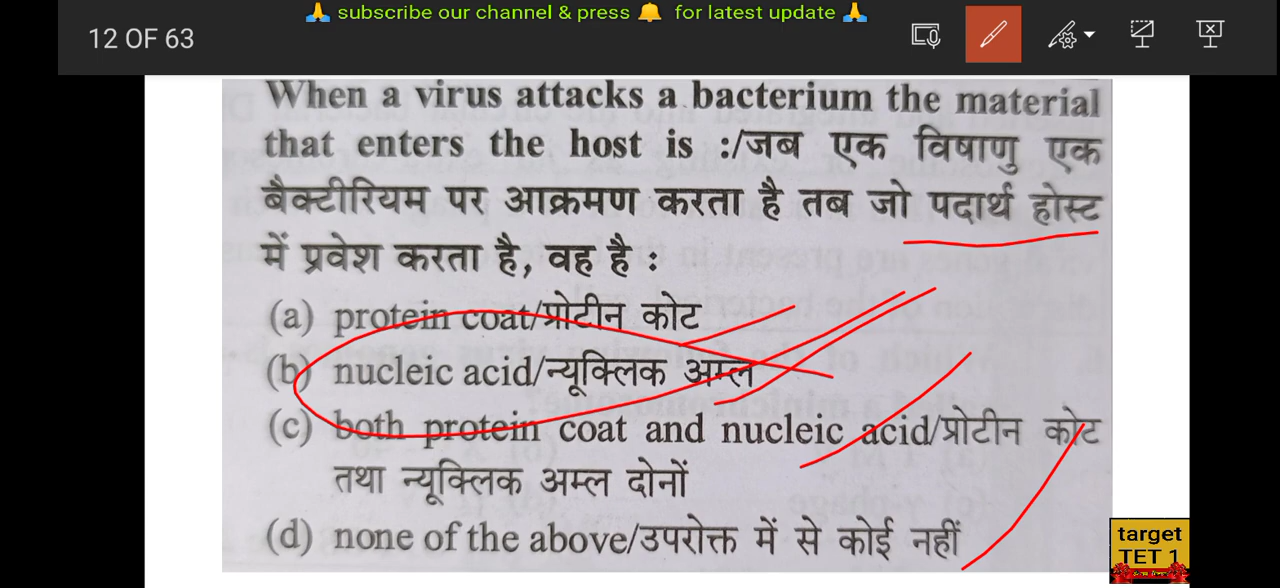 🙏 subscribe our channel & press 🔔 for latest update 🙏
12 OF 63
When a virus attacks a bacterium the material
that enters the host is :/जब एक विषाणु एक
बैक्टीरियम पर आक्रमण करता है तब जो पदार्थ होस्ट
में प्रवेश करता है, वह है :
(a) protein coat/प्रोटीन कोट
(b) nucleic acid/न्यूक्लिक अम्ल
(c) both protein coat and nucleic acid/प्रोटीन कोट
तथा न्यूक्लिक अम्ल दोनों
(d) none of the above/उपरोक्त में से कोई नहीं
target
TET 1